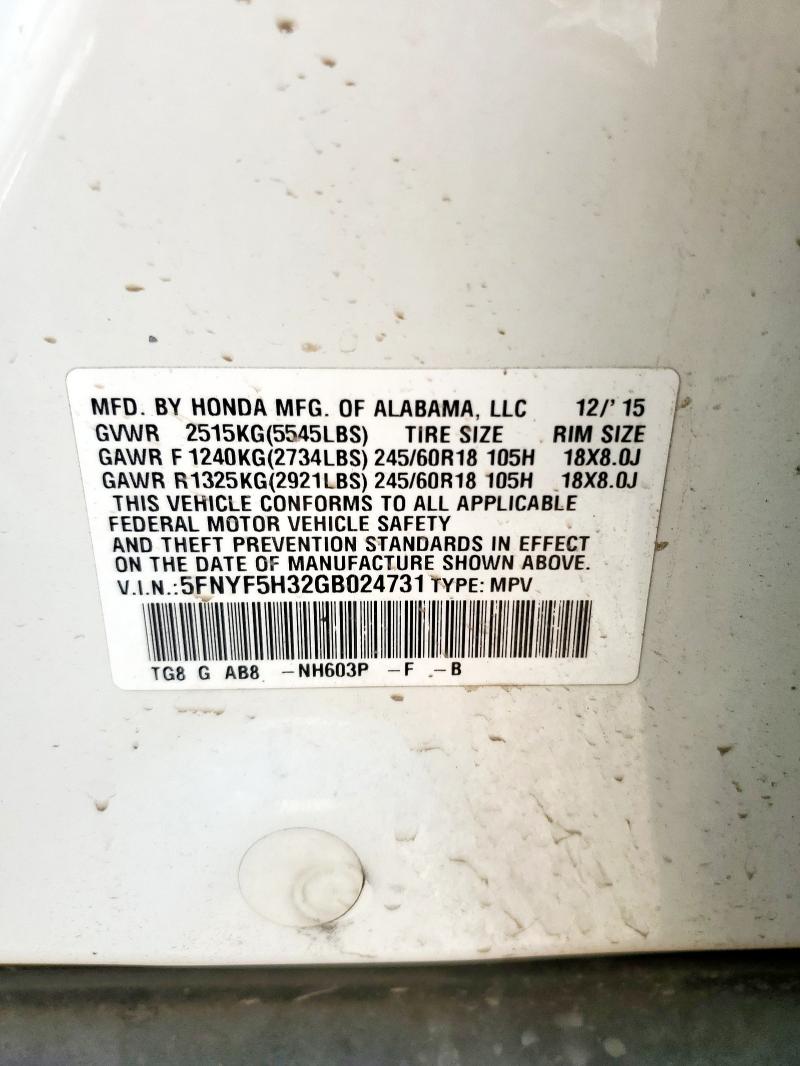 MFD. BY HONDA MFG. OF ALABAMA, LLC 12/'15
GVWR 2515KG(5545LBS) TIRE SIZE RIM SIZE
GAWR F 1240KG(2734LBS) 245/60R18 105H 18X8.0J
GAWR R1325KG(2921LBS) 245/60R18 105H 18X8.0J
THIS VEHICLE CONFORMS TO ALL APPLICABLE
FEDERAL MOTOR VEHICLE SAFETY
AND THEFT PREVENTION STANDARDS IN EFFECT
ON THE DATE OF MANUFACTURE SHOWN ABOVE.
V.I.N.:5FNYF5H32GB024731 TYPE: MPV
TG8 G AB8 -NH603P -F -B